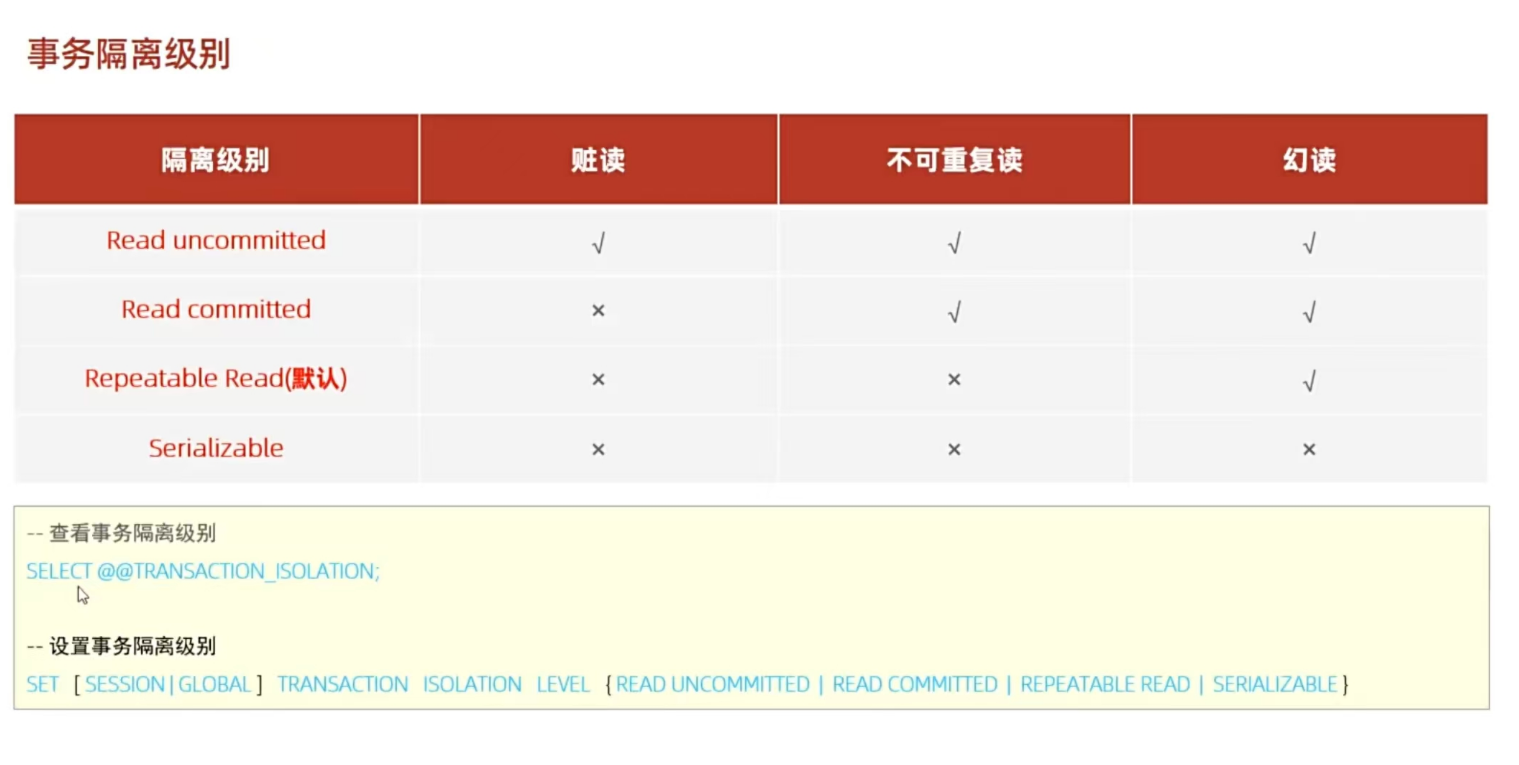 事务隔离级别
隔离级别 赃读 不可重复读 幻读
Read uncommitted √ √ √
Read committed × √ √
Repeatable Read(默认) × × √
Serializable × × ×
-- 查看事务隔离级别
SELECT @@TRANSACTION_ISOLATION;
-- 设置事务隔离级别
SET [ SESSION | GLOBAL ] TRANSACTION ISOLATION LEVEL { READ UNCOMMITTED | READ COMMITTED | REPEATABLE READ | SERIALIZABLE }